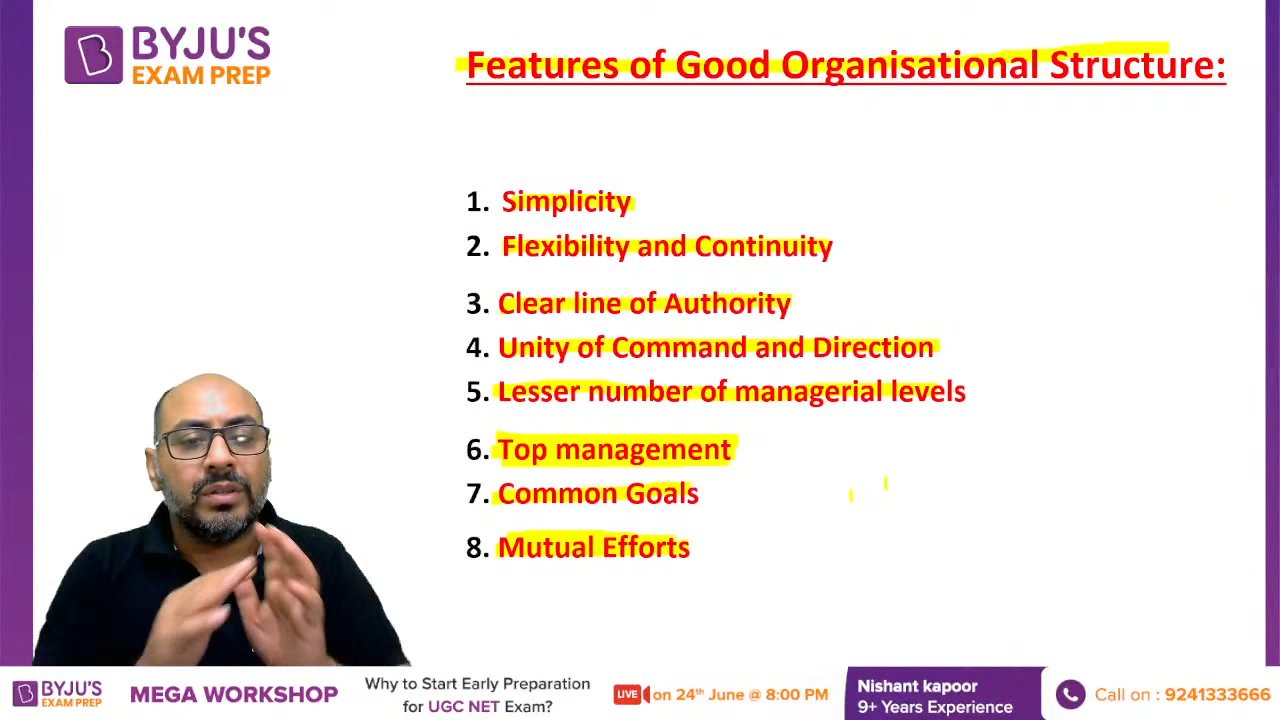 BYJU'S
EXAM PREP
Features of Good Organisational Structure:
1. Simplicity
2. Flexibility and Continuity
3. Clear line of Authority
4. Unity of Command and Direction
5. Lesser number of managerial levels
6. Top management
7. Common Goals
8. Mutual Efforts
BYJU'S
EXAM PREP
MEGA WORKSHOP
Why to Start Early Preparation
for UGC NET Exam?
LIVE on 24th June @ 8:00 PM
Nishant kapoor
9+ Years Experience
Call on : 9241333666